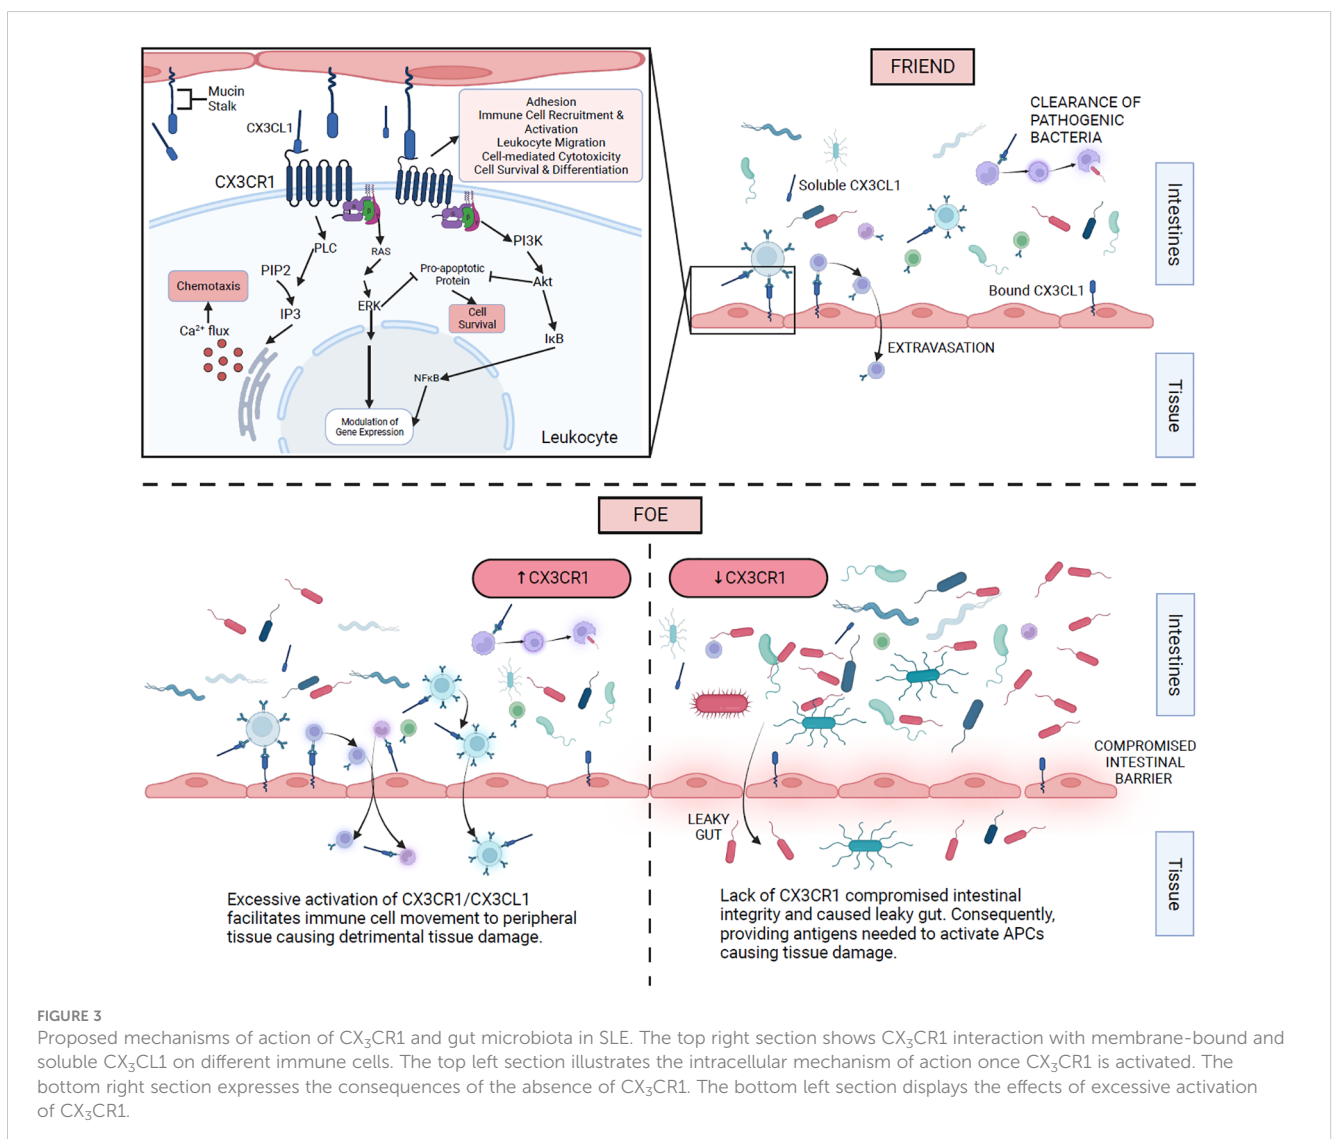 Mucin
Stalk
CX3CL1
CX3CR1
Adhesion
Immune Cell Recruitment &
Activation
Leukocyte Migration
Cell-mediated Cytotoxicity
Cell Survival & Differentiation
α
β
γ
PLC
RAS
PI3K
PIP2
Pro-apoptotic
Protein
Akt
Chemotaxis
IP3
ERK
Cell
Survival
Ca²⁺ flux
IκB
NFκB
Modulation of
Gene Expression
Leukocyte
FRIEND
CLEARANCE OF
PATHOGENIC
BACTERIA
Soluble CX3CL1
Intestines
Bound CX3CL1
EXTRAVASATION
Tissue
FOE
↑CX3CR1
↓CX3CR1
Intestines
COMPROMISED
INTESTINAL
BARRIER
LEAKY
GUT
Tissue
Excessive activation of CX3CR1/CX3CL1
facilitates immune cell movement to peripheral
tissue causing detrimental tissue damage.
Lack of CX3CR1 compromised intestinal
integrity and caused leaky gut. Consequently,
providing antigens needed to activate APCs
causing tissue damage.
FIGURE 3
Proposed mechanisms of action of CX₃CR1 and gut microbiota in SLE. The top right section shows CX₃CR1 interaction with membrane-bound and
soluble CX₃CL1 on different immune cells. The top left section illustrates the intracellular mechanism of action once CX₃CR1 is activated. The
bottom right section expresses the consequences of the absence of CX₃CR1. The bottom left section displays the effects of excessive activation
of CX₃CR1.